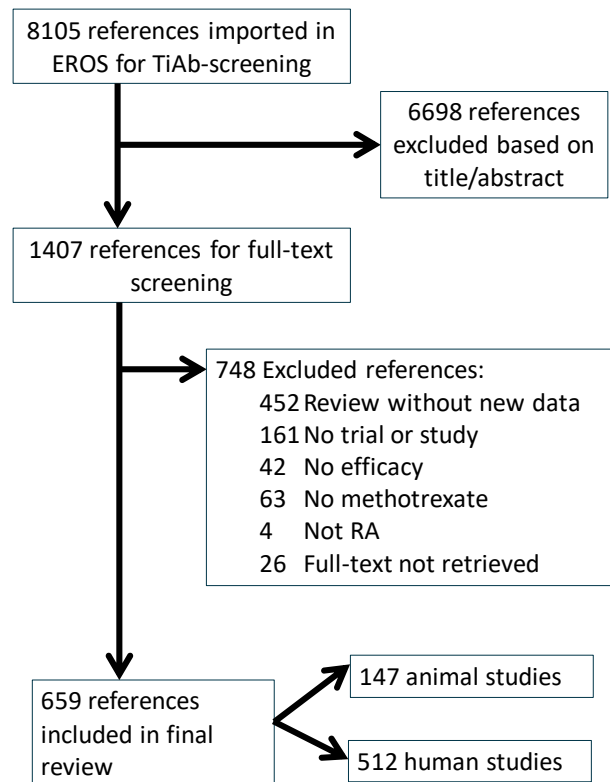 8105 references imported in
EROS for TiAb-screening
6698 references
excluded based on
title/abstract
1407 references for full-text
screening
748 Excluded references:
452 Review without new data
161 No trial or study
42 No efficacy
63 No methotrexate
4 Not RA
26 Full-text not retrieved
659 references
included in final
review
147 animal studies
512 human studies